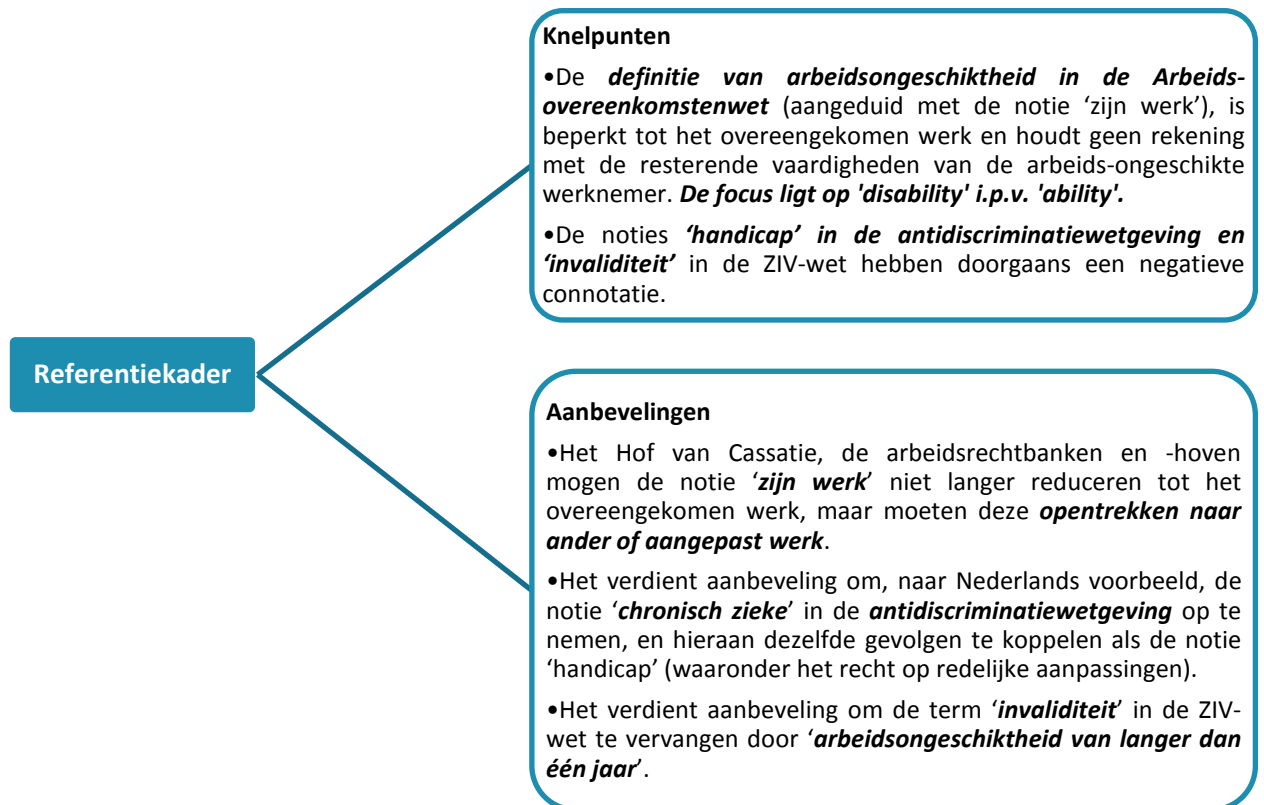 Knelpunten
•De definitie van arbeidsongeschiktheid in de Arbeids-
overeenkomstenwet (aangeduid met de notie ‘zijn werk’), is
beperkt tot het overeengekomen werk en houdt geen rekening
met de resterende vaardigheden van de arbeids-ongeschikte
werknemer. De focus ligt op 'disability' i.p.v. 'ability'.
•De noties ‘handicap’ in de antidiscriminatiewetgeving en
‘invaliditeit’ in de ZIV-wet hebben doorgaans een negatieve
connotatie.
Referentiekader
Aanbevelingen
•Het Hof van Cassatie, de arbeidsrechtbanken en -hoven
mogen de notie ‘zijn werk’ niet langer reduceren tot het
overeengekomen werk, maar moeten deze opentrekken naar
ander of aangepast werk.
•Het verdient aanbeveling om, naar Nederlands voorbeeld, de
notie ‘chronisch zieke’ in de antidiscriminatiewetgeving op te
nemen, en hieraan dezelfde gevolgen te koppelen als de notie
‘handicap’ (waaronder het recht op redelijke aanpassingen).
•Het verdient aanbeveling om de term ‘invaliditeit’ in de ZIV-
wet te vervangen door ‘arbeidsongeschiktheid van langer dan
één jaar’.